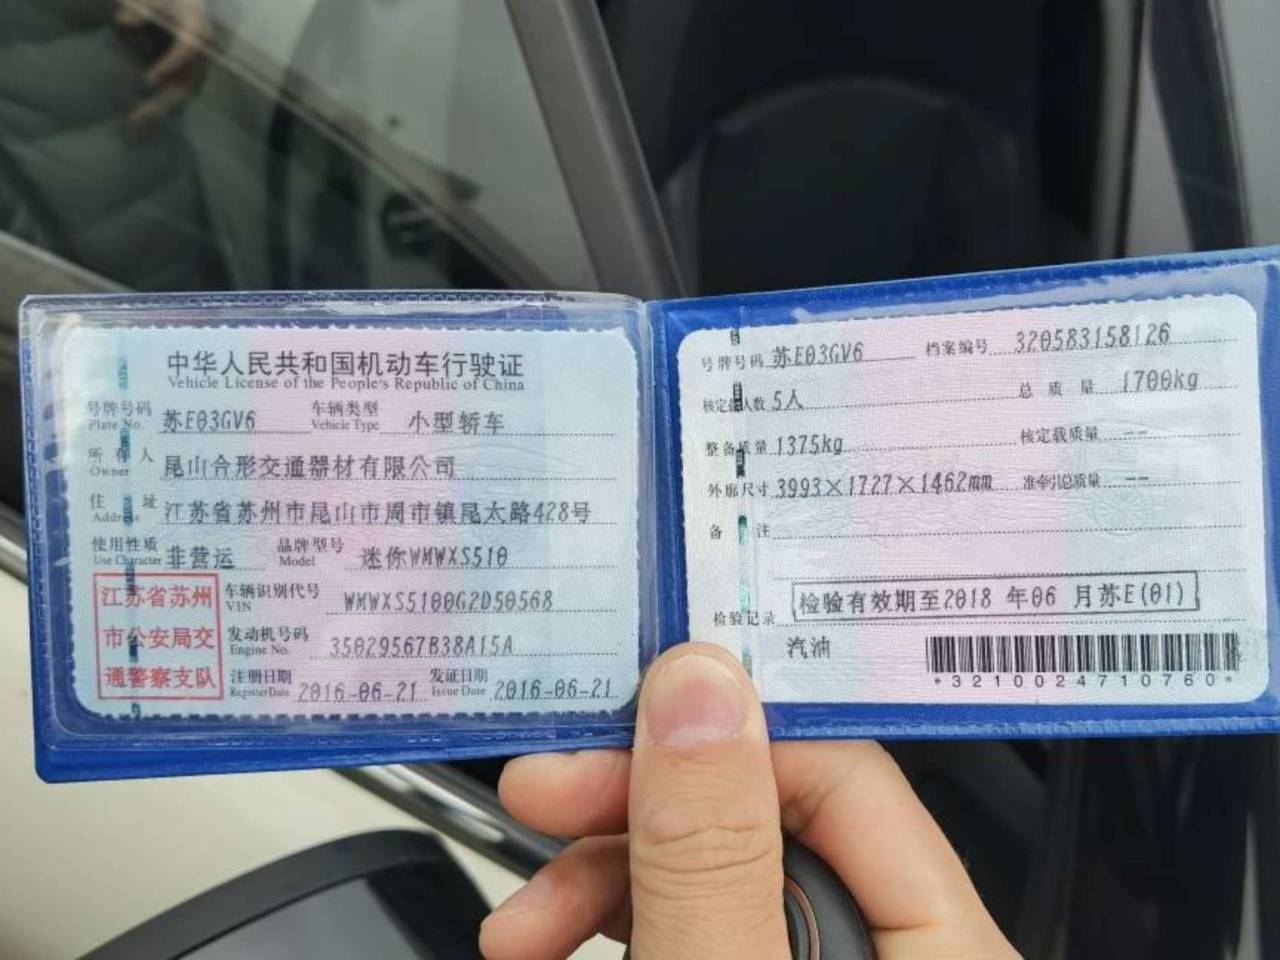 中华人民共和国机动车行驶证
Vehicle License of the People's Republic of China
号牌号码 苏E03GV6 车辆类型 小型轿车
Plate No. Vehicle Type
所有人 昆山合形交通器材有限公司
Owner
住址 江苏省苏州市昆山市周市镇昆太路428号
Address
使用性质 非营运 品牌型号 迷你WMWXS510
Use Character Model
江苏省苏州
市公安局交
通警察支队
车辆识别代号 WMWXS5100G2D50568
VIN
发动机号码 35029567B38A15A
Engine No.
注册日期 2016-06-21 发证日期 2016-06-21
Register Date Issue Date
号牌号码 苏E03GV6 档案编号 320583158126
核定载人数 5人 总质量 1700kg
整备质量 1375kg 核定载质量 --
外廓尺寸 3993×1727×1462mm 准牵引总质量 --
备注
检验记录 检验有效期至2018 年06 月苏E(01)
汽油
*3210024710760*